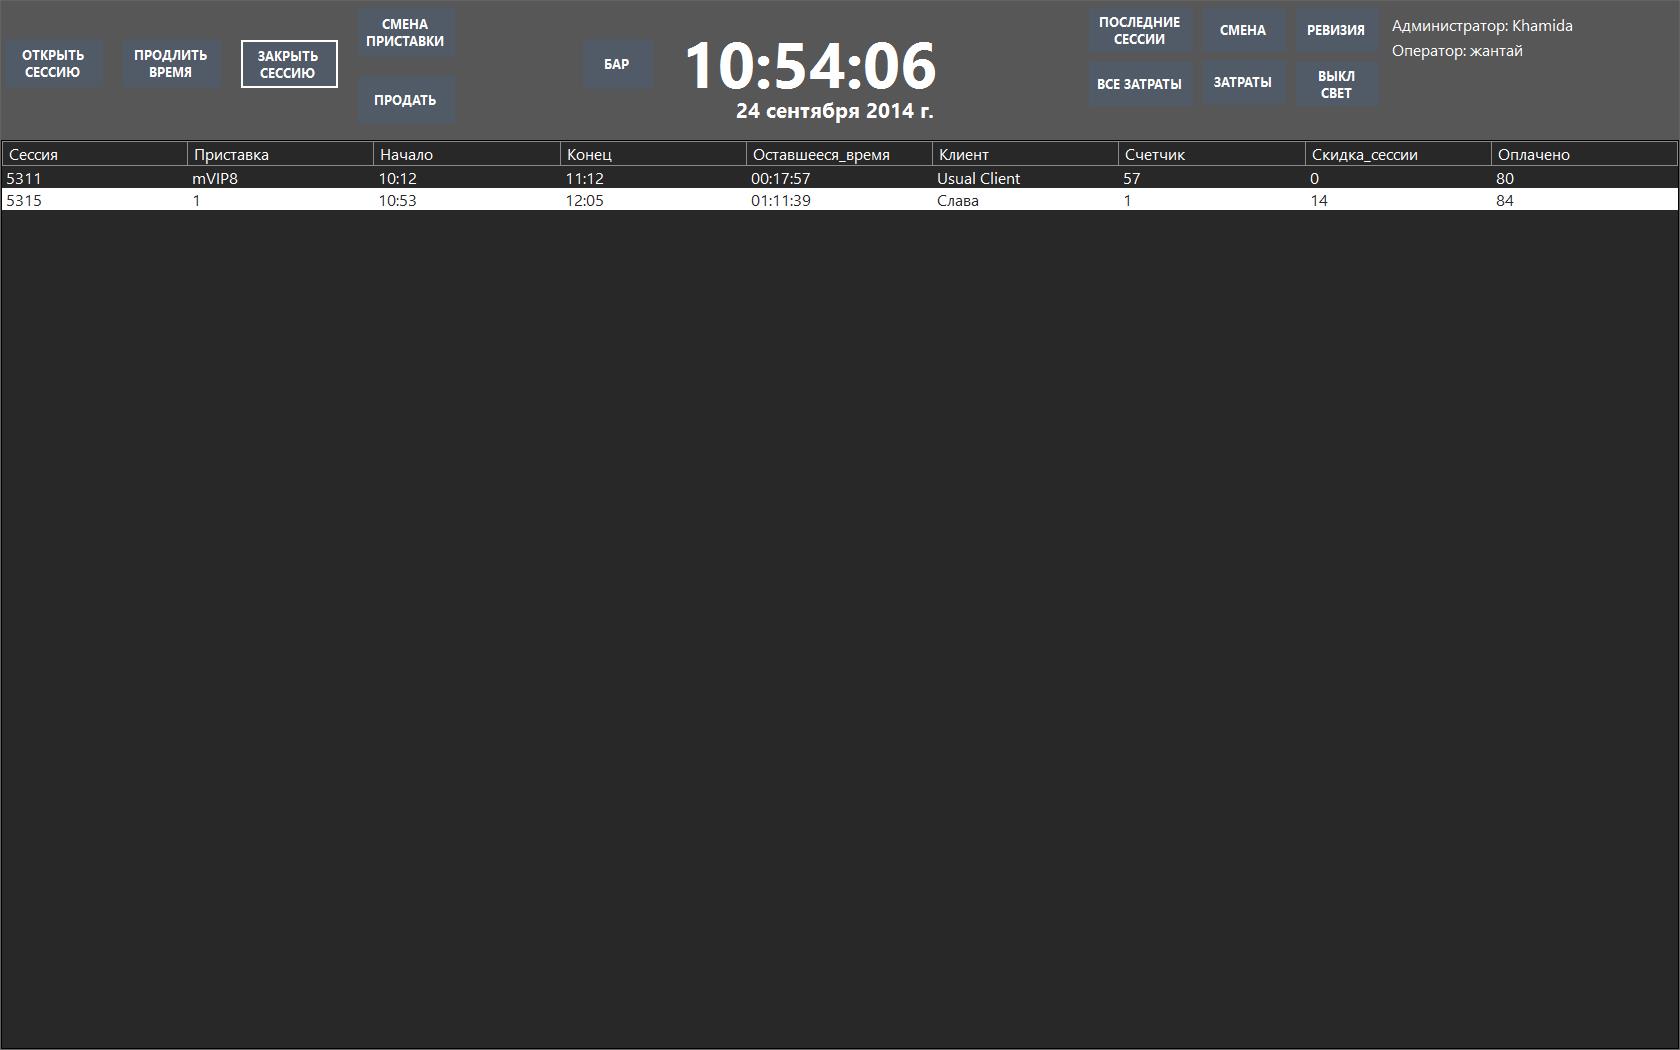 ОТКРЫТЬ
СЕССИЮ
ПРОДЛИТЬ
ВРЕМЯ
ЗАКРЫТЬ
СЕССИЮ
СМЕНА
ПРИСТАВКИ
ПРОДАТЬ
БАР
10:54:06
24 сентября 2014 г.
ПОСЛЕДНИЕ
СЕССИИ
СМЕНА
РЕВИЗИЯ
ВСЕ ЗАТРАТЫ
ЗАТРАТЫ
ВЫКЛ
СВЕТ
Администратор: Khamida
Оператор: жантай
Сессия Приставка Начало Конец Оставшееся_время Клиент Счетчик Скидка_сессии Оплачено
5311 mVIP8 10:12 11:12 00:17:57 Usual Client 57 0 80
5315 1 10:53 12:05 01:11:39 Слава 1 14 84